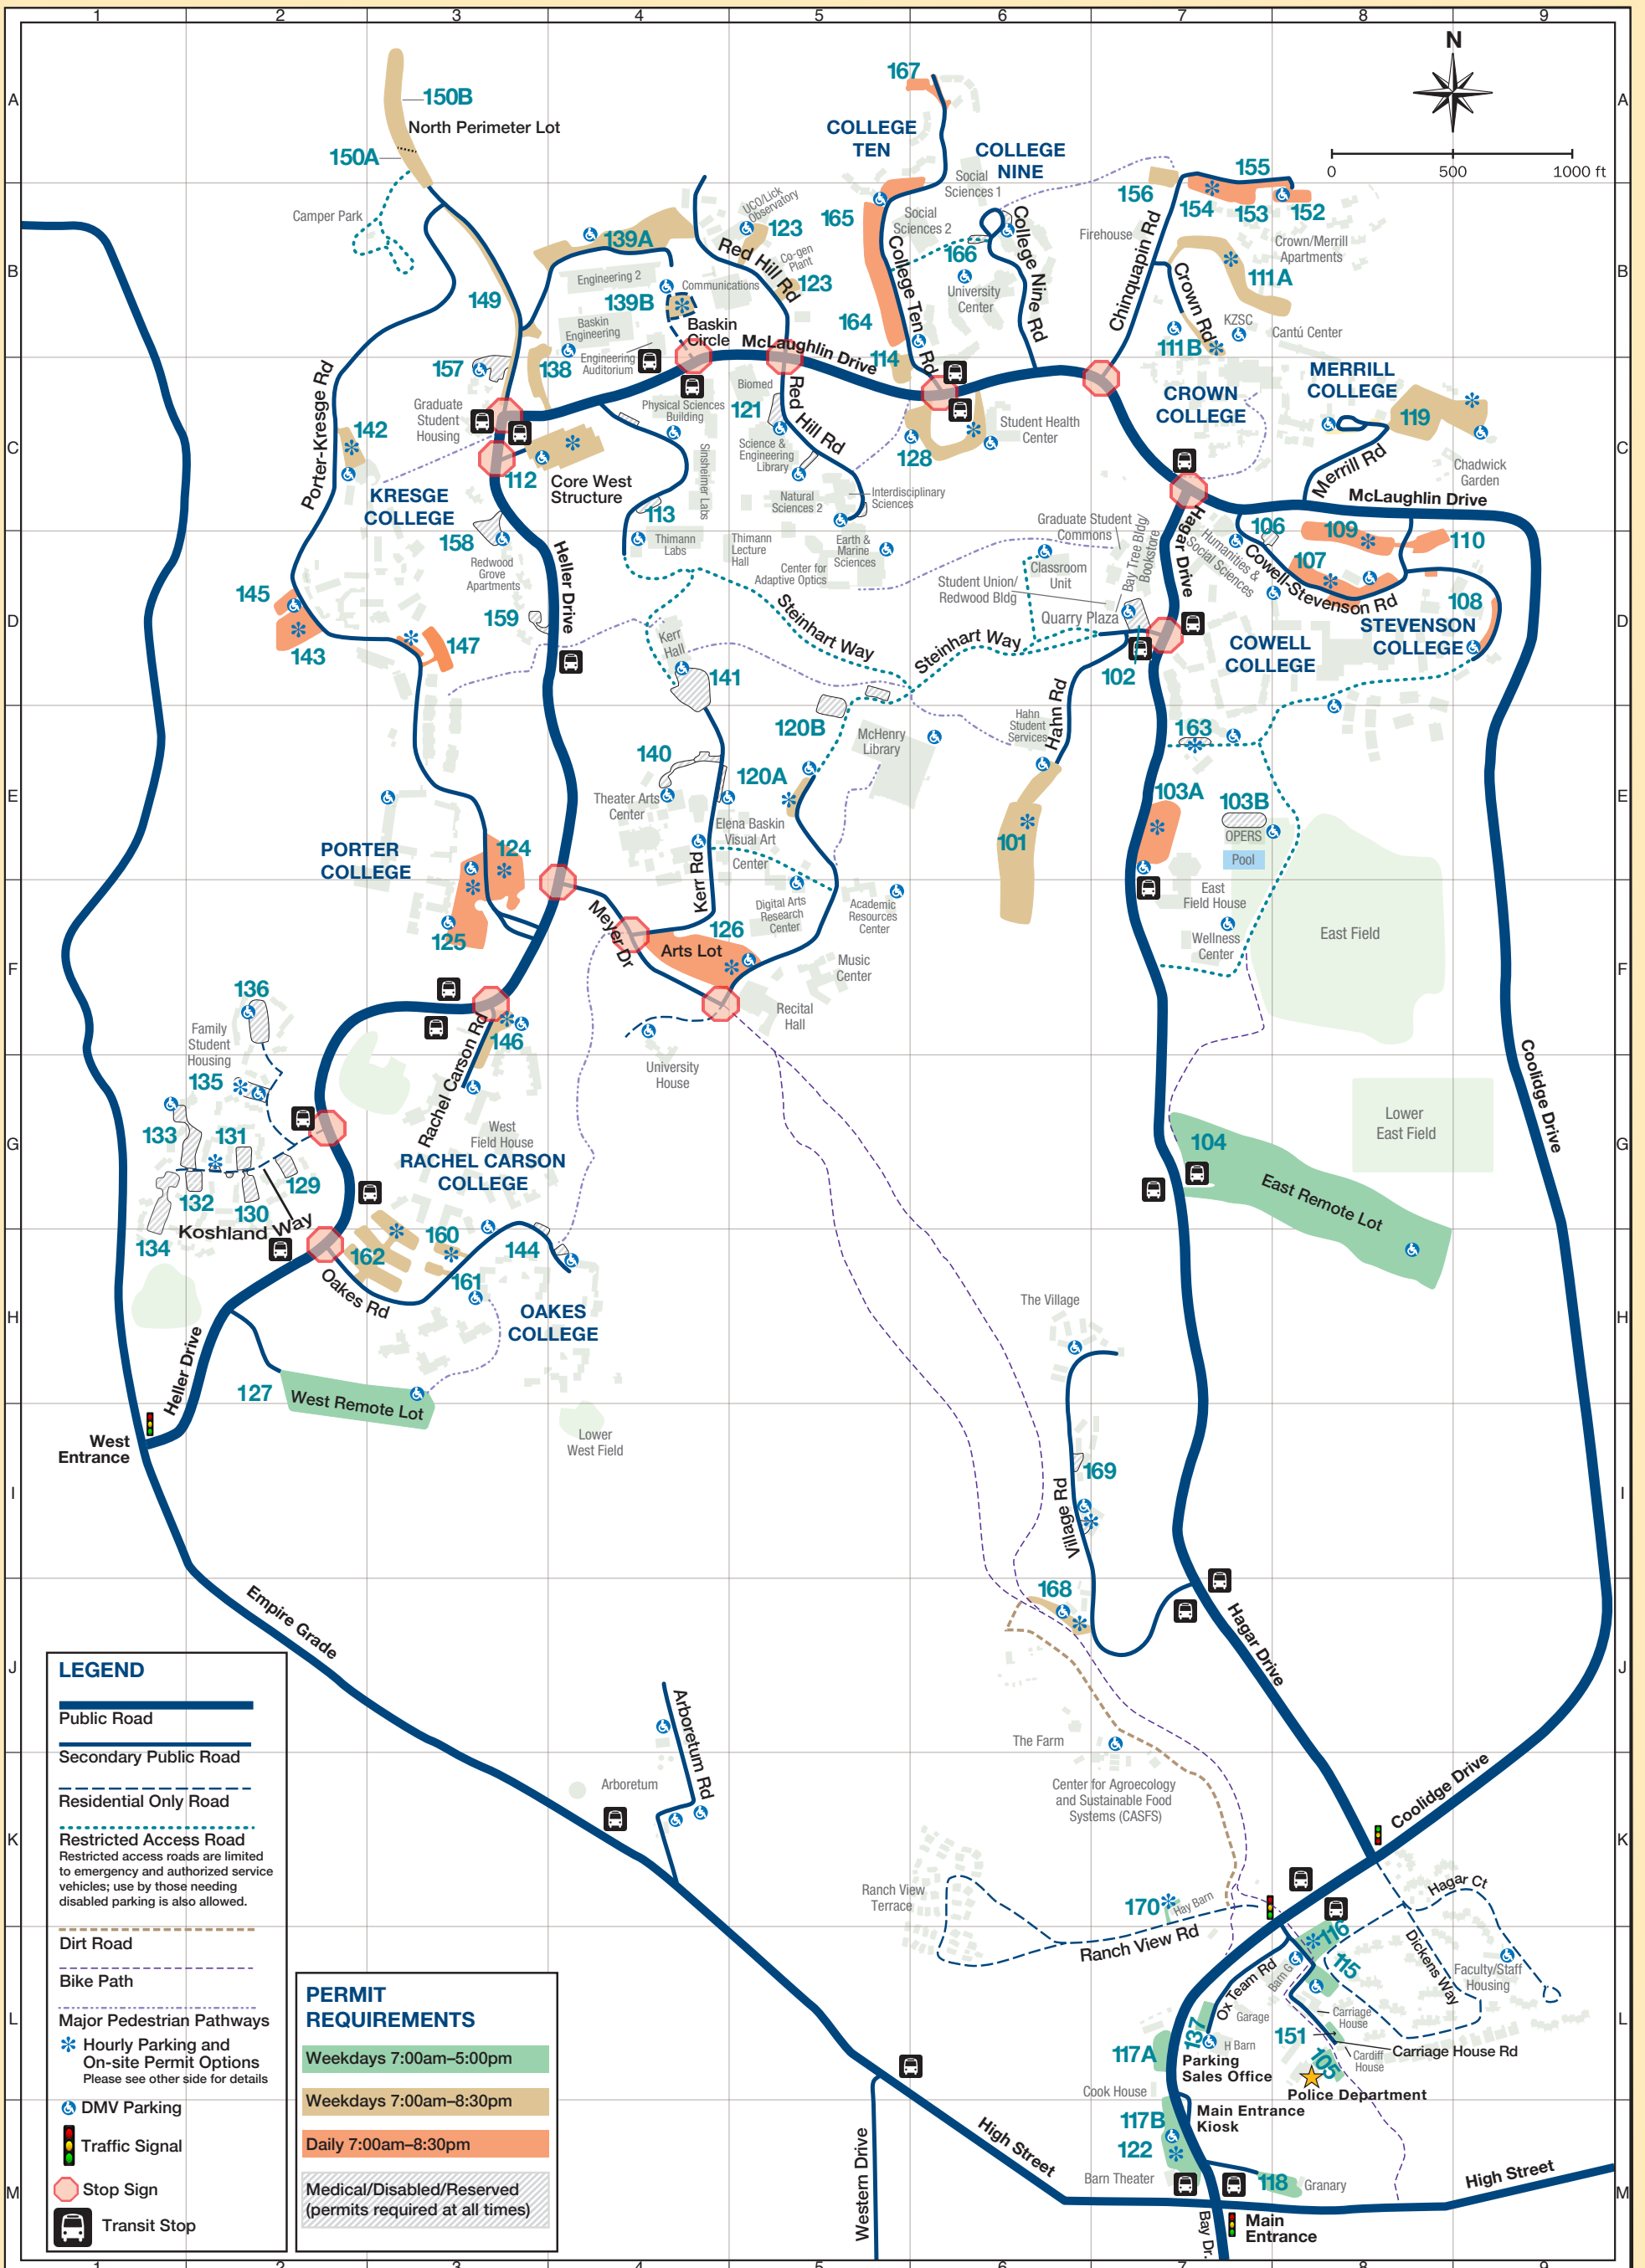 1 2 3 4 5 6 7 8 9
A
A
N
0 500 1000 ft
150B
North Perimeter Lot
150A
167
COLLEGE
TEN
COLLEGE
NINE
Social
Sciences 1
156
155
154
153
152
Camper Park
UCO/Lick
Observatory
123
165
Social
Sciences 2
Firehouse
Crown/Merrill
Apartments
B
B
139A
Red Hill Rd
Co-gen
Plant
123
College Ten Rd
166
College Nine Rd
Chinquapin Rd
Engineering 2
Communications
University
Center
Crown Rd
111A
149
139B
Baskin
Engineering
Baskin
Circle
164
KZSC
Cantú Center
111B
Engineering
Auditorium
McLaughlin Drive
114
157
138
Porter-Kresge Rd
Biomed
Red Hill Rd
CROWN
COLLEGE
MERRILL
COLLEGE
Graduate
Student
Housing
Physical Sciences
Building
121
119
142
Student Health
Center
C
C
Science &
Engineering
Library
128
Merrill Rd
Sinsheimer Labs
112
Core West
Structure
Chadwick
Garden
KRESGE
COLLEGE
Natural
Sciences 2
Interdisciplinary
Sciences
McLaughlin Drive
113
158
Graduate Student
Commons
Bay Tree Bldg/
Bookstore
Hagar Drive
Humanities &
Social Sciences
106
109
110
Thimann
Labs
Thimann
Lecture
Hall
Earth &
Marine
Sciences
Classroom
Unit
Cowell-Stevenson Rd
107
Redwood
Grove
Apartments
Center for
Adaptive Optics
Student Union/
Redwood Bldg
Heller Drive
145
159
Quarry Plaza
108
D
D
143
147
Kerr
Hall
Steinhart Way
Steinhart Way
COWELL
COLLEGE
STEVENSON
COLLEGE
141
102
120B
Hahn
Student
Services
Hahn Rd
McHenry
Library
163
140
120A
Theater Arts
Center
103A
103B
E
E
OPERS
Elena Baskin
Visual Art
Center
101
Pool
PORTER
COLLEGE
124
Kerr Rd
East
Field House
Meyer Dr
Digital Arts
Research
Center
Academic
Resources
Center
125
126
Arts Lot
Wellness
Center
East Field
F
F
Music
Center
136
Recital
Hall
Family
Student
Housing
146
Rachel Carson Rd
University
House
Coolidge Drive
135
133
131
West
Field House
Lower
East Field
G
G
104
RACHEL CARSON
COLLEGE
129
132
130
East Remote Lot
Koshland Way
134
162
160
144
161
Oakes Rd
OAKES
COLLEGE
The Village
H
H
Heller Drive
127
West Remote Lot
West
Entrance
Lower
West Field
169
Village Rd
I
I
168
Empire Grade
Hagar Drive
J
J
Arboretum Rd
The Farm
Arboretum
Center for Agroecology
and Sustainable Food
Systems (CASFS)
Coolidge Drive
K
K
Ranch View
Terrace
170
Hay Barn
Hagar Ct
Ranch View Rd
116
Dickens Way
Faculty/Staff
Housing
115
Barn G
Ox Team Rd
L
L
Carriage
House
Garage
137
151
H Barn
Carriage House Rd
Cardiff
House
117A
105
Parking
Sales Office
Police Department
Cook House
Main Entrance
Kiosk
117B
122
Western Drive
High Street
Barn Theater
118
Granary
High Street
M
M
Bay Dr.
Main
Entrance
LEGEND
Public Road
Secondary Public Road
Residential Only Road
Restricted Access Road
Restricted access roads are limited
to emergency and authorized service
vehicles; use by those needing
disabled parking is also allowed.
Dirt Road
Bike Path
Major Pedestrian Pathways
Hourly Parking and
On-site Permit Options
Please see other side for details
DMV Parking
Traffic Signal
Stop Sign
Transit Stop
PERMIT
REQUIREMENTS
Weekdays 7:00am–5:00pm
Weekdays 7:00am–8:30pm
Daily 7:00am–8:30pm
Medical/Disabled/Reserved
(permits required at all times)